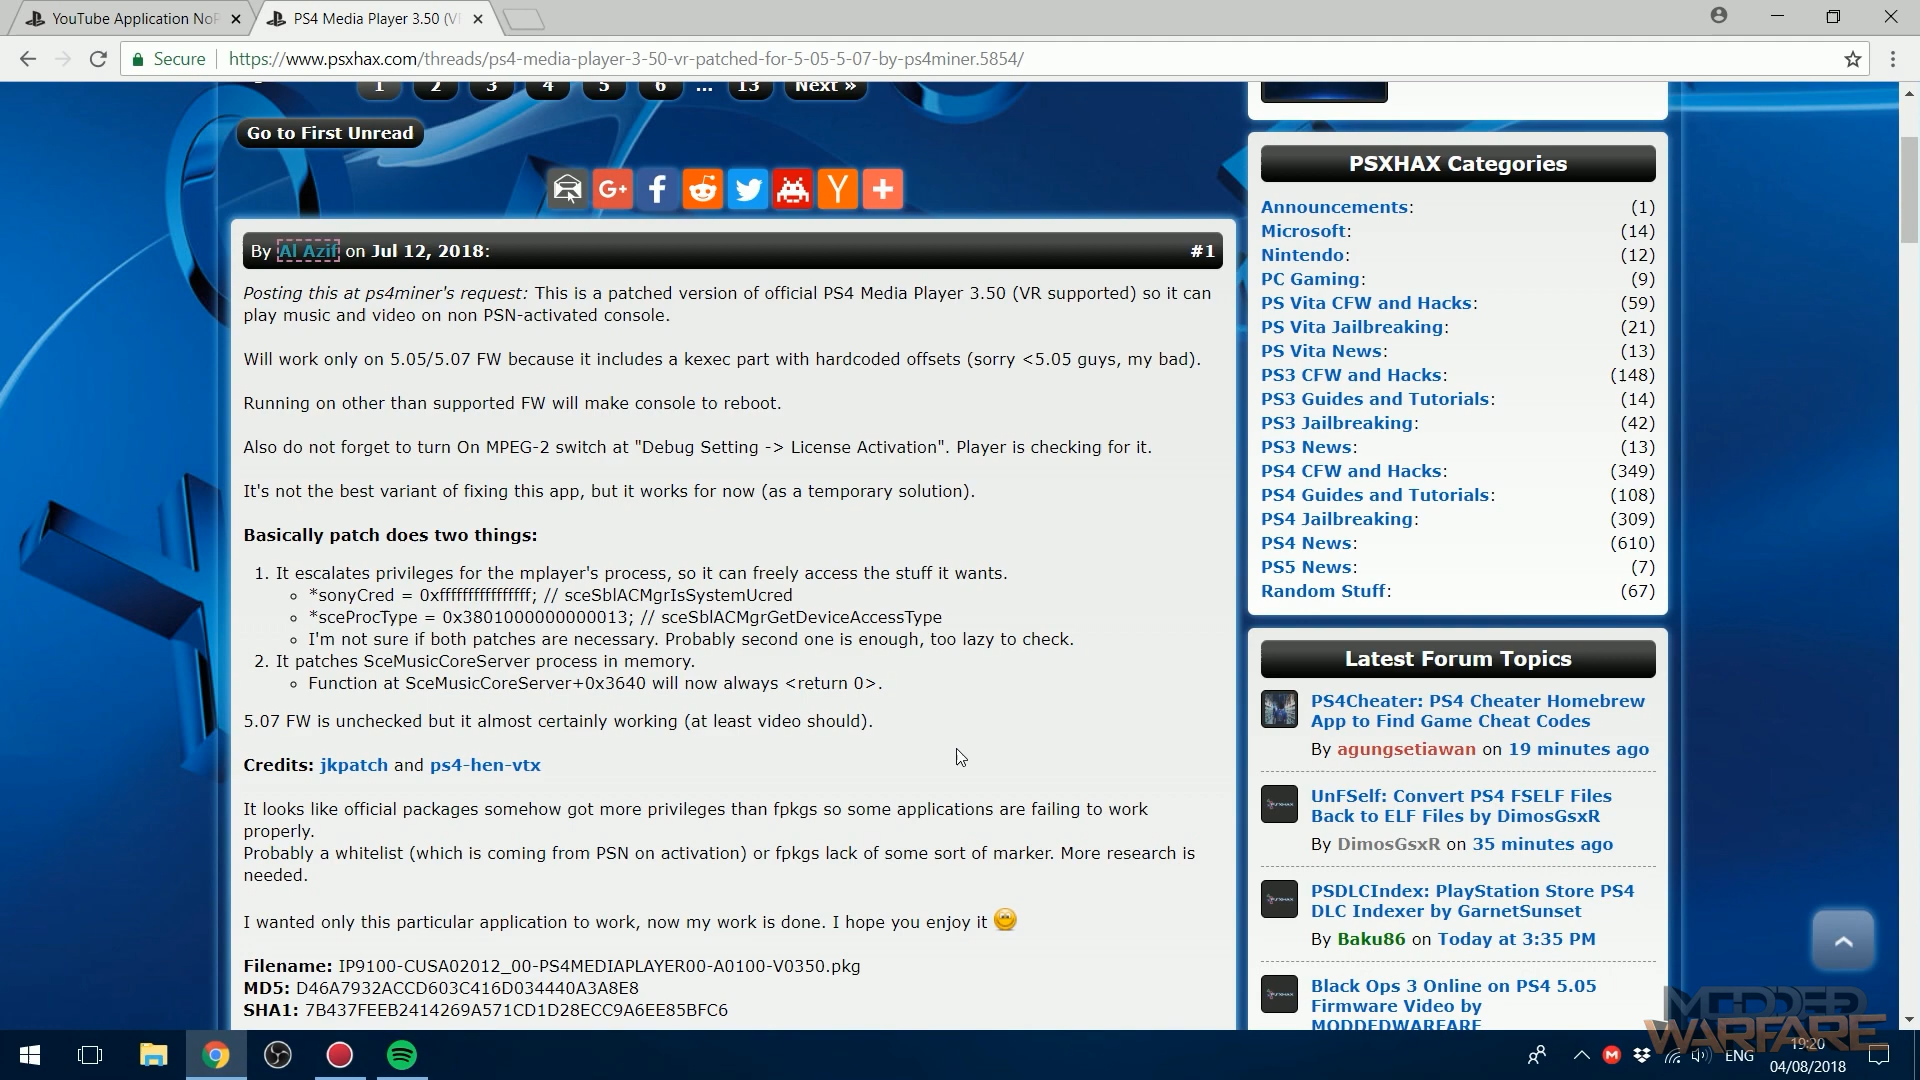 YouTube Application NoP
PS4 Media Player 3.50 (V
Secure
https://www.psxhax.com/threads/ps4-media-player-3-50-vr-patched-for-5-05-5-07-by-ps4miner.5854/
1 2 3 4 5 6 ... 13 Next »
Go to First Unread
By Al Azif on Jul 12, 2018: #1
Posting this at ps4miner's request: This is a patched version of official PS4 Media Player 3.50 (VR supported) so it can
play music and video on non PSN-activated console.
Will work only on 5.05/5.07 FW because it includes a kexec part with hardcoded offsets (sorry <5.05 guys, my bad).
Running on other than supported FW will make console to reboot.
Also do not forget to turn On MPEG-2 switch at "Debug Setting -> License Activation". Player is checking for it.
It's not the best variant of fixing this app, but it works for now (as a temporary solution).
Basically patch does two things:
1. It escalates privileges for the mplayer's process, so it can freely access the stuff it wants.
*sonyCred = 0xffffffffffffffff; // sceSblACMgrIsSystemUcred
*sceProcType = 0x3801000000000013; // sceSblACMgrGetDeviceAccessType
I'm not sure if both patches are necessary. Probably second one is enough, too lazy to check.
2. It patches SceMusicCoreServer process in memory.
Function at SceMusicCoreServer+0x3640 will now always <return 0>.
5.07 FW is unchecked but it almost certainly working (at least video should).
Credits: jkpatch and ps4-hen-vtx
It looks like official packages somehow got more privileges than fpkgs so some applications are failing to work
properly.
Probably a whitelist (which is coming from PSN on activation) or fpkgs lack of some sort of marker. More research is
needed.
I wanted only this particular application to work, now my work is done. I hope you enjoy it
Filename: IP9100-CUSA02012_00-PS4MEDIAPLAYER00-A0100-V0350.pkg
MD5: D46A7932ACCD603C416D034440A3A8E8
SHA1: 7B437FEEB2414269A571CD1D28ECC9A6EE85BFC6
PSXHAX Categories
Announcements: (1)
Microsoft: (14)
Nintendo: (12)
PC Gaming: (9)
PS Vita CFW and Hacks: (59)
PS Vita Jailbreaking: (21)
PS Vita News: (13)
PS3 CFW and Hacks: (148)
PS3 Guides and Tutorials: (14)
PS3 Jailbreaking: (42)
PS3 News: (13)
PS4 CFW and Hacks: (349)
PS4 Guides and Tutorials: (108)
PS4 Jailbreaking: (309)
PS4 News: (610)
PS5 News: (7)
Random Stuff: (67)
Latest Forum Topics
PS4Cheater: PS4 Cheater Homebrew
App to Find Game Cheat Codes
By agungsetiawan on 19 minutes ago
UnFSelf: Convert PS4 FSELF Files
Back to ELF Files by DimosGsxR
By DimosGsxR on 35 minutes ago
PSDLCIndex: PlayStation Store PS4
DLC Indexer by GarnetSunset
By Baku86 on Today at 3:35 PM
Black Ops 3 Online on PS4 5.05
Firmware Video by
MODDEDWARFARE
MODDED
WARFARE
ENG
19:20
04/08/2018